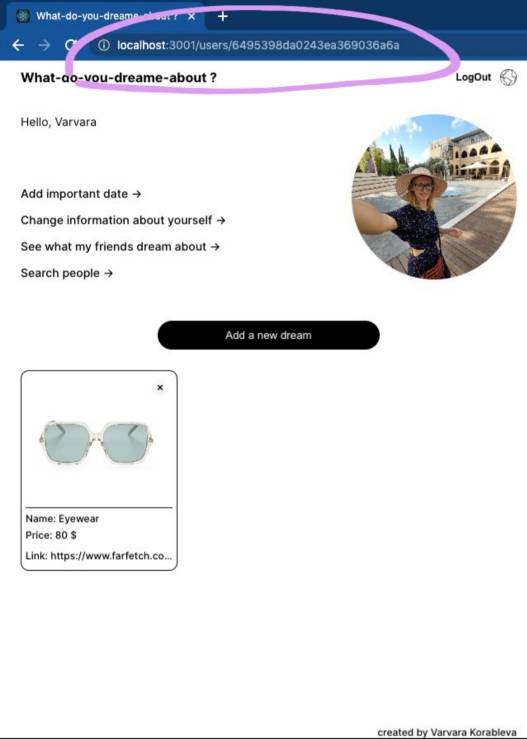 What-do-you-dreame-about ?
localhost:3001/users/6495398da0243ea369036a6a
What-do-you-dreame-about ?
LogOut
Hello, Varvara
Add important date →
Change information about yourself →
See what my friends dream about →
Search people →
Add a new dream
Name: Eyewear
Price: 80 $
Link: https://www.farfetch.co...
created by Varvara Korableva